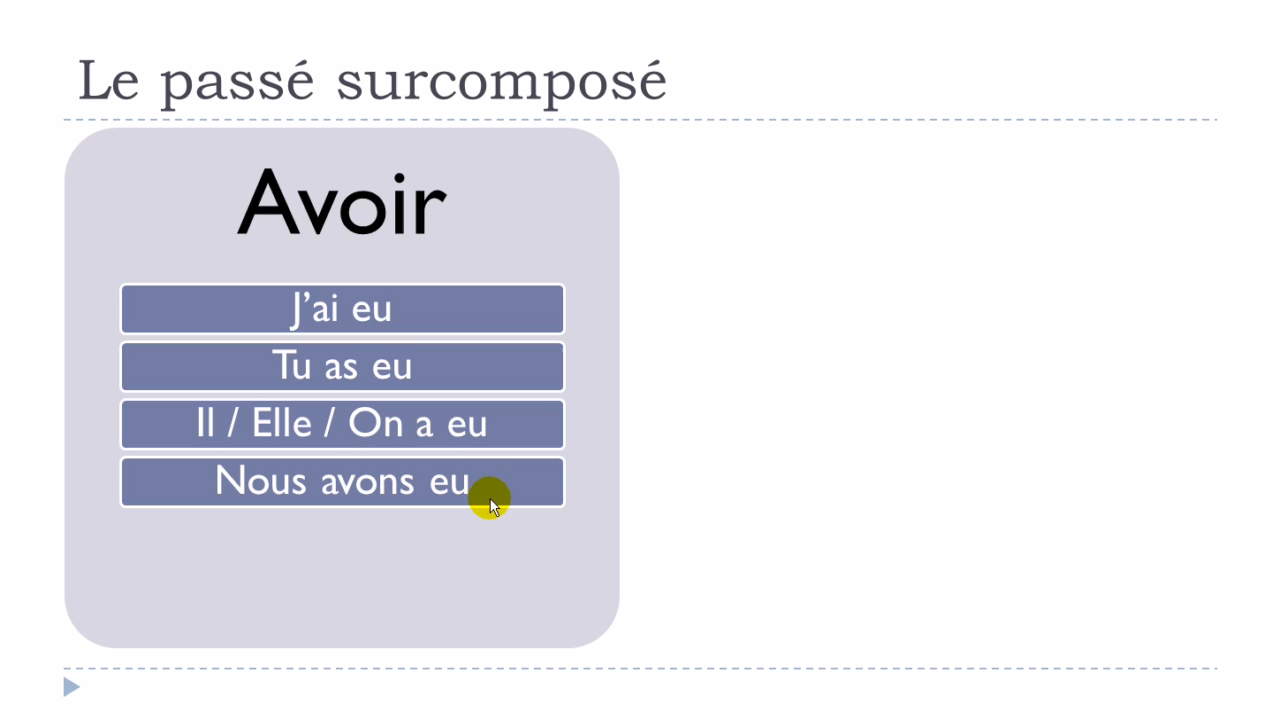 Le passé surcomposé
Avoir
J’ai eu
Tu as eu
Il / Elle / On a eu
Nous avons eu